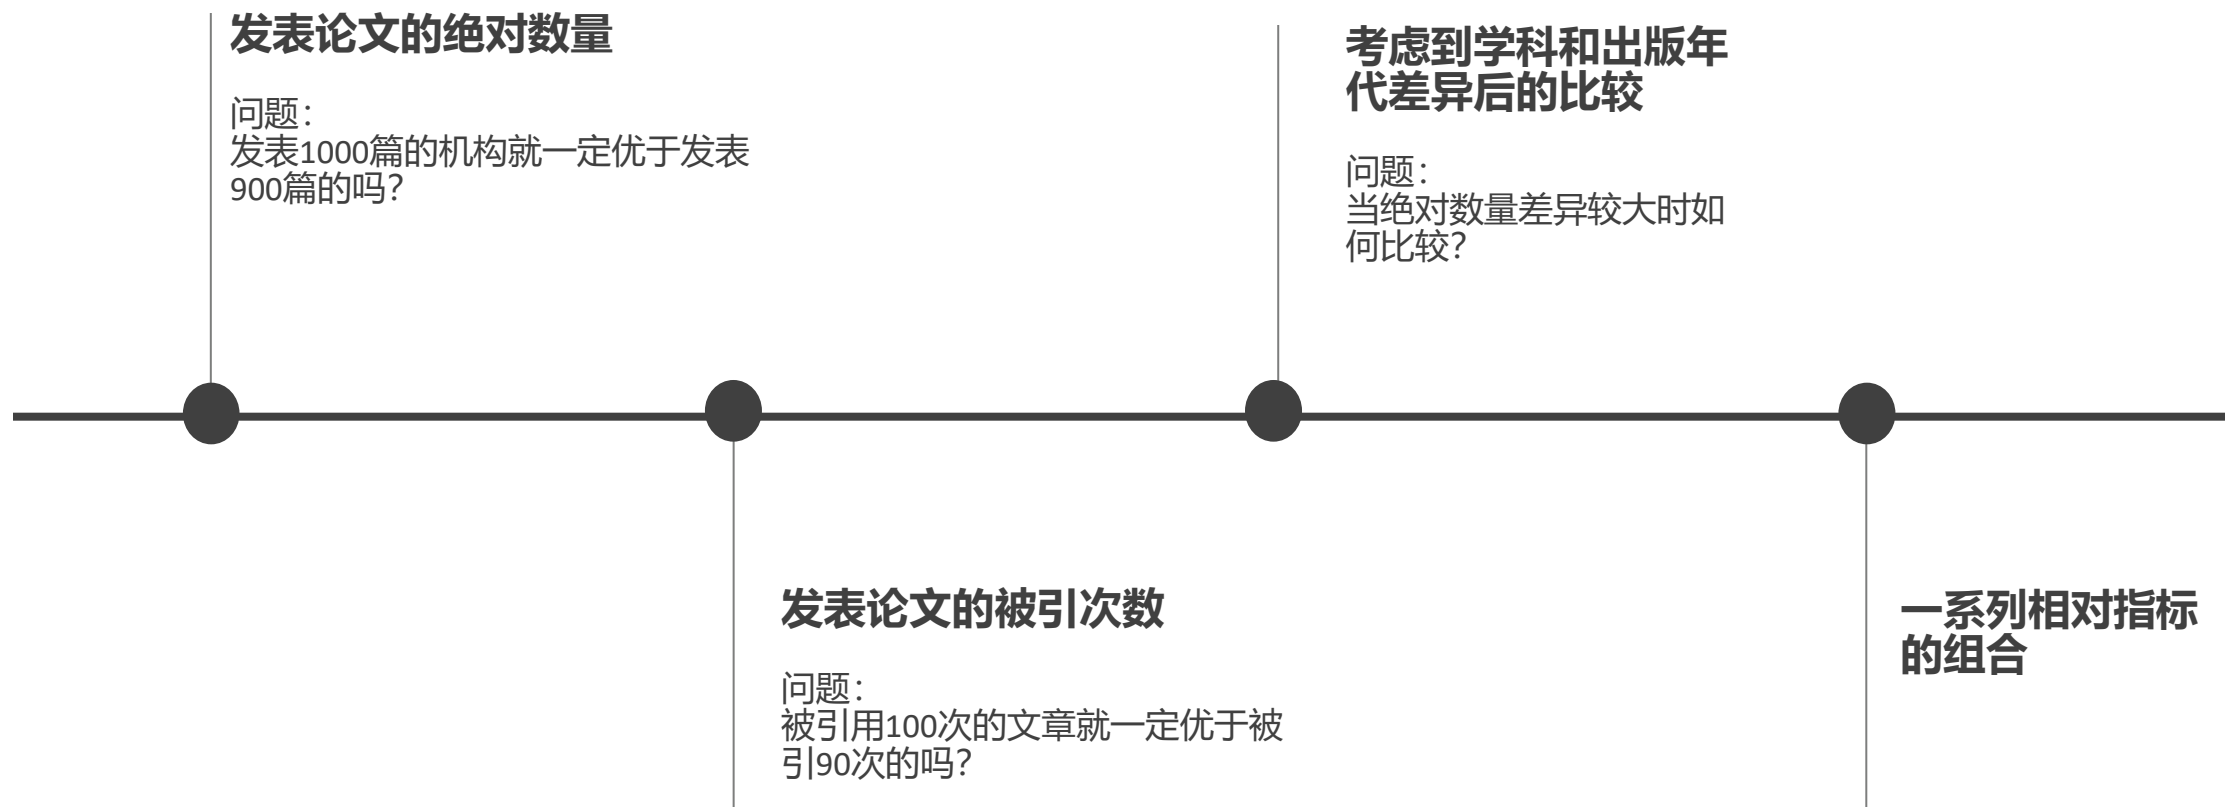 发表论文的绝对数量
问题：
发表1000篇的机构就一定优于发表
900篇的吗？
发表论文的被引次数
问题：
被引用100次的文章就一定优于被
引90次的吗？
考虑到学科和出版年
代差异后的比较
问题：
当绝对数量差异较大时如
何比较？
一系列相对指标
的组合